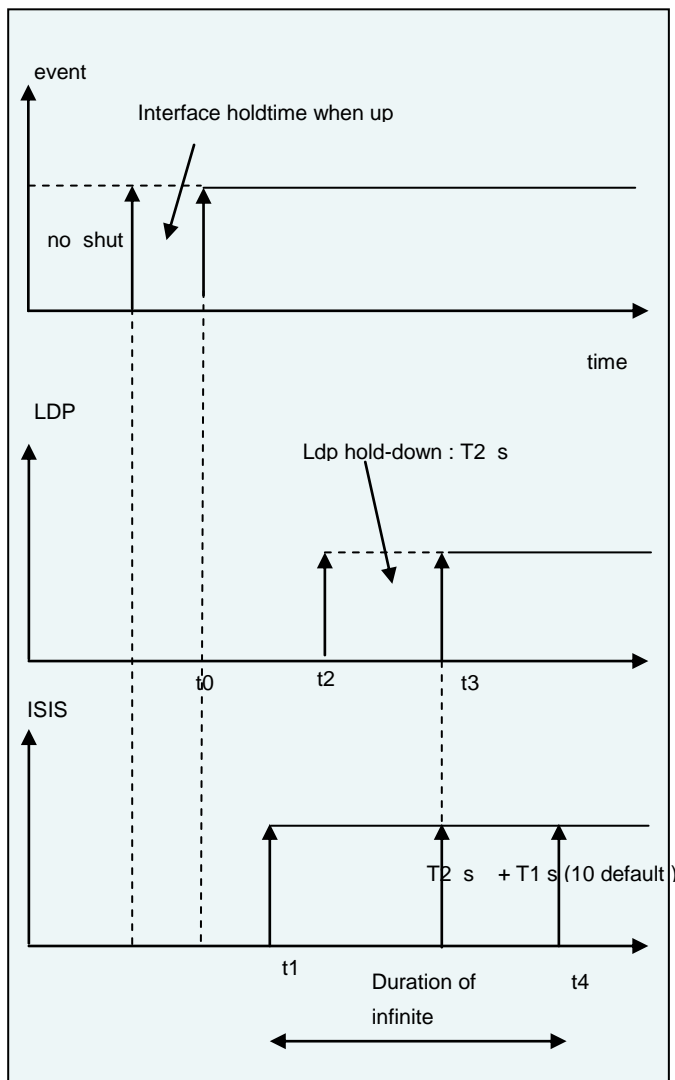 event
Interface holdtime when up
no shut
time
LDP
Ldp hold-down : T2 s
t0
t2
t3
ISIS
T2 s + T1 s (10 default )
t1
Duration of
infinite
t4